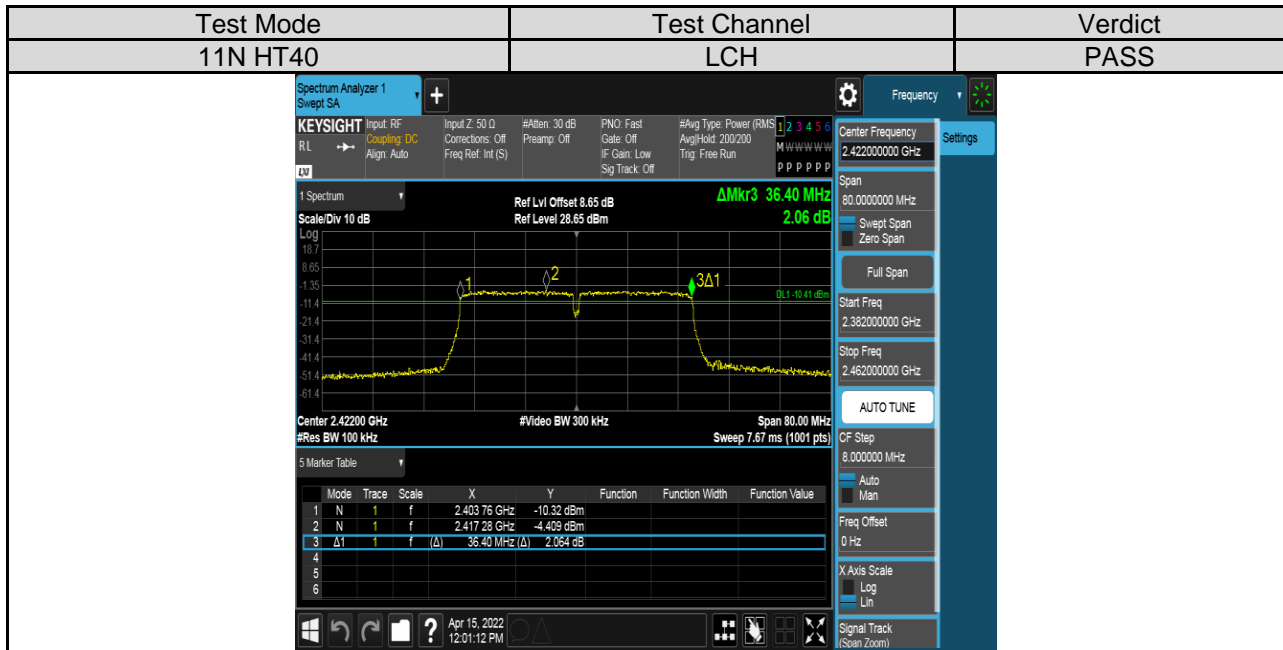 Test Mode Test Channel Verdict
11N HT40 LCH PASS
Spectrum Analyzer 1
Swept SA
+
Frequency
KEYSIGHT Input: RF Input Z: 50 Ω #Atten: 30 dB PNO: Fast #Avg Type: Power (RMS 1 2 3 4 5 6
RL Coupling: DC Corrections: Off Preamp: Off Gate: Off Avg|Hold: 200/200 M W W W W W
Align: Auto Freq Ref: Int (S) IF Gain: Low Trig: Free Run
LXI Sig Track: Off P P P P P P
1 Spectrum Ref Lvl Offset 8.65 dB ΔMkr3 36.40 MHz
Scale/Div 10 dB Ref Level 28.65 dBm 2.06 dB
Log
18.7
8.65
-1.35
-11.4
-21.4
-31.4
-41.4
-51.4
-61.4
1
2
3Δ1
DL1 -10.41 dBm
Center 2.42200 GHz #Video BW 300 kHz Span 80.00 MHz
#Res BW 100 kHz Sweep 7.67 ms (1001 pts)
5 Marker Table
Mode Trace Scale X Y Function Function Width Function Value
1 N 1 f 2.403 76 GHz -10.32 dBm
2 N 1 f 2.417 28 GHz -4.409 dBm
3 Δ1 1 f (Δ) 36.40 MHz (Δ) 2.064 dB
4
5
6
? Apr 15, 2022
12:01:12 PM
Center Frequency
2.422000000 GHz
Settings
Span
80.0000000 MHz
Swept Span
Zero Span
Full Span
Start Freq
2.382000000 GHz
Stop Freq
2.462000000 GHz
AUTO TUNE
CF Step
8.000000 MHz
Auto
Man
Freq Offset
0 Hz
X Axis Scale
Log
Lin
Signal Track
(Span Zoom)